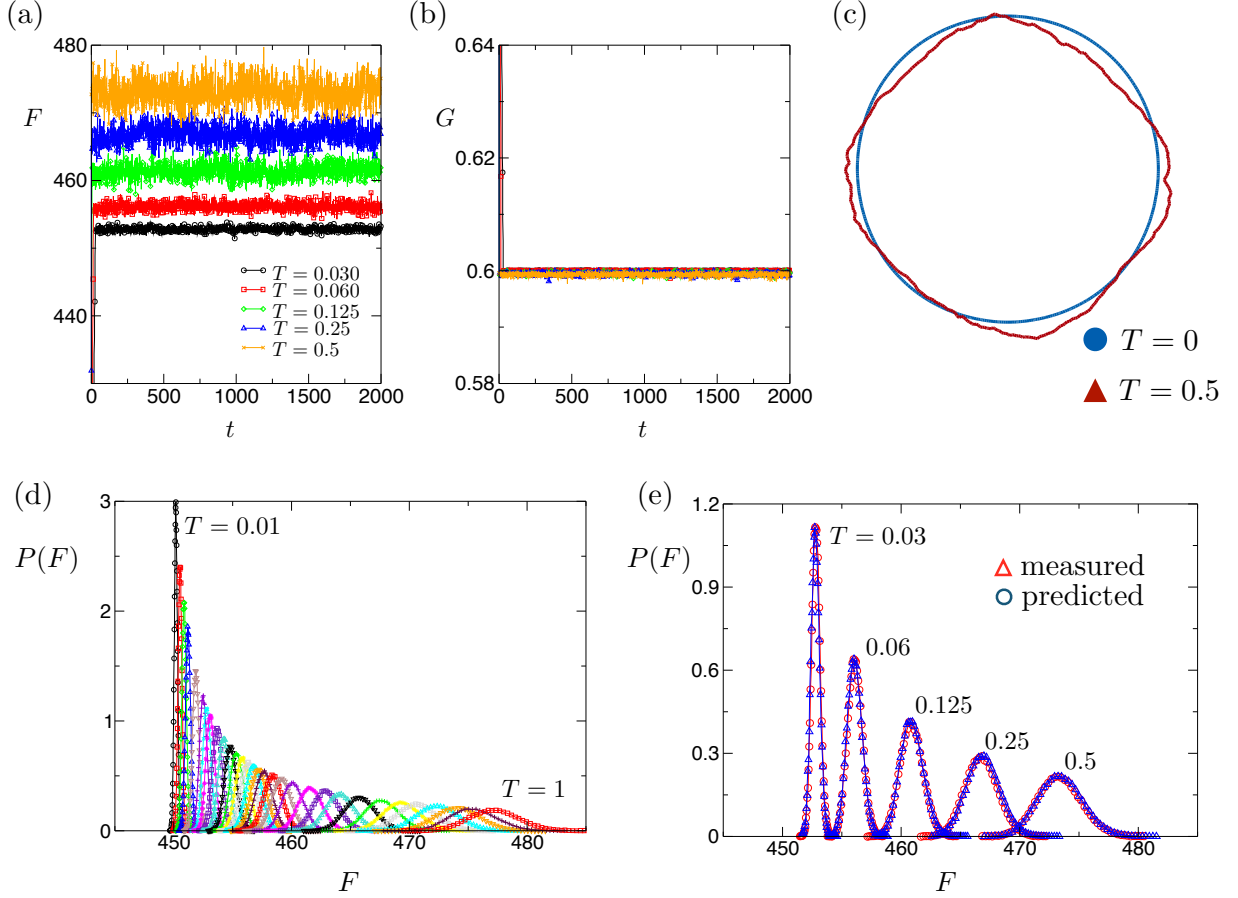 (a)
F
480
460
440
0 500 1000 1500 2000
t
T = 0.030
T = 0.060
T = 0.125
T = 0.25
T = 0.5
(b)
G
0.64
0.62
0.6
0.58
0 500 1000 1500 2000
t
(c)
T = 0
T = 0.5
(d)
P(F)
3
2
1
0
450 460 470 480
F
T = 0.01
T = 1
(e)
P(F)
1.2
0.9
0.6
0.3
0
450 460 470 480
F
T = 0.03
0.06
0.125
0.25
0.5
measured
predicted